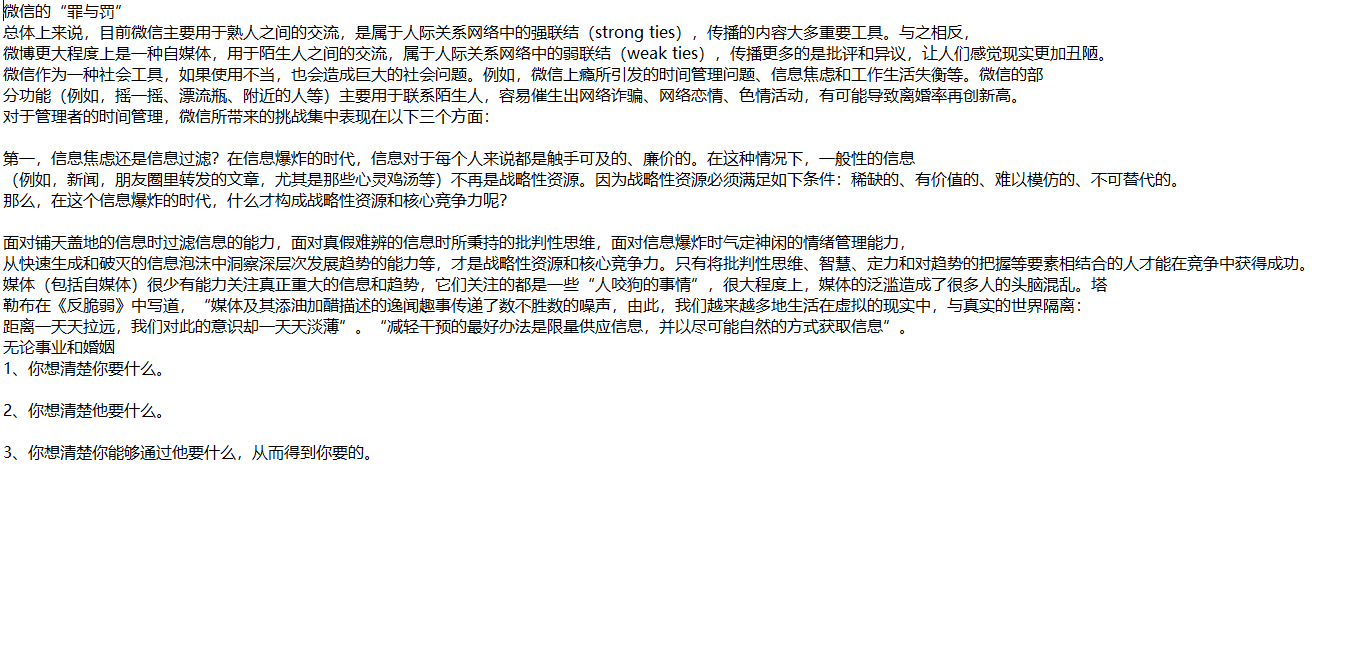 微信的“罪与罚”
总体上来说，目前微信主要用于熟人之间的交流，是属于人际关系网络中的强联结（strong ties），传播的内容大多重要工具。与之相反，
微博更大程度上是一种自媒体，用于陌生人之间的交流，属于人际关系网络中的弱联结（weak ties），传播更多的是批评和异议，让人们感觉现实更加丑陋。
微信作为一种社会工具，如果使用不当，也会造成巨大的社会问题。例如，微信上瘾所引发的时间管理问题、信息焦虑和工作生活失衡等。微信的部
分功能（例如，摇一摇、漂流瓶、附近的人等）主要用于联系陌生人，容易催生出网络诈骗、网络恋情、色情活动，有可能导致离婚率再创新高。
对于管理者的时间管理，微信所带来的挑战集中表现在以下三个方面：
第一，信息焦虑还是信息过滤？在信息爆炸的时代，信息对于每个人来说都是触手可及的、廉价的。在这种情况下，一般性的信息
（例如，新闻，朋友圈里转发的文章，尤其是那些心灵鸡汤等）不再是战略性资源。因为战略性资源必须满足如下条件：稀缺的、有价值的、难以模仿的、不可替代的。
那么，在这个信息爆炸的时代，什么才构成战略性资源和核心竞争力呢？
面对铺天盖地的信息时过滤信息的能力，面对真假难辨的信息时所秉持的批判性思维，面对信息爆炸时气定神闲的情绪管理能力，
从快速生成和破灭的信息泡沫中洞察深层次发展趋势的能力等，才是战略性资源和核心竞争力。只有将批判性思维、智慧、定力和对趋势的把握等要素相结合的人才能在竞争中获得成功。
媒体（包括自媒体）很少有能力关注真正重大的信息和趋势，它们关注的都是一些“人咬狗的事情”，很大程度上，媒体的泛滥造成了很多人的头脑混乱。塔
勒布在《反脆弱》中写道，“媒体及其添油加醋描述的逸闻趣事传递了数不胜数的噪声，由此，我们越来越多地生活在虚拟的现实中，与真实的世界隔离：
距离一天天拉远，我们对此的意识却一天天淡薄”。“减轻干预的最好办法是限量供应信息，并以尽可能自然的方式获取信息”。
无论事业和婚姻
1、你想清楚你要什么。
2、你想清楚他要什么。
3、你想清楚你能够通过他要什么，从而得到你要的。